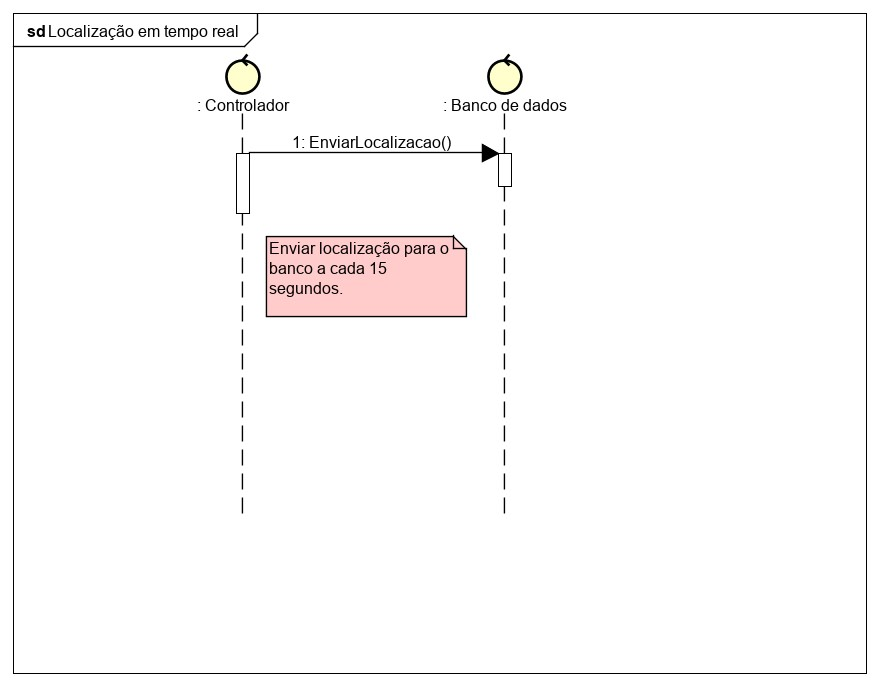 sd Localização em tempo real
: Controlador
: Banco de dados
1: EnviarLocalizacao()
Enviar localização para o
banco a cada 15
segundos.